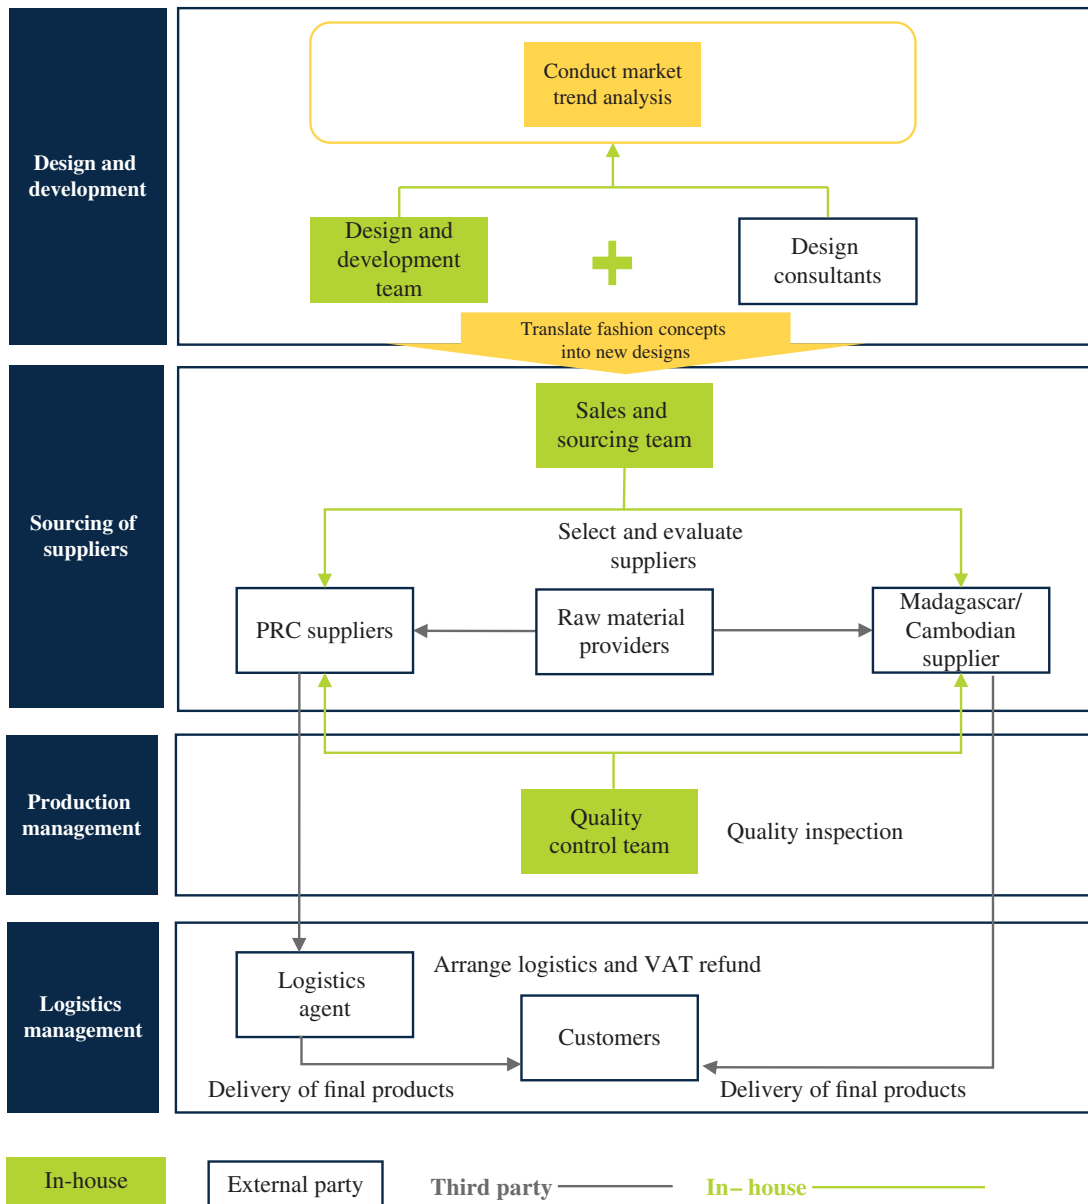 Design and
development
Conduct market
trend analysis
Design and
development
team
Design
consultants
Translate fashion concepts
into new designs
Sourcing of
suppliers
Sales and
sourcing team
Select and evaluate
suppliers
PRC suppliers
Raw material
providers
Madagascar/
Cambodian
supplier
Production
management
Quality
control team
Quality inspection
Logistics
management
Logistics
agent
Arrange logistics and VAT refund
Customers
Delivery of final products
Delivery of final products
In-house
External party
Third party
In– house